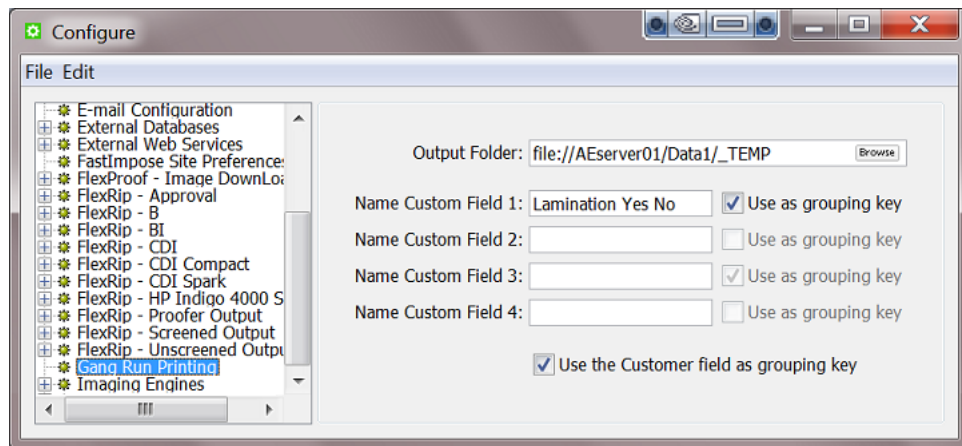 Configure
File Edit
E-mail Configuration
External Databases
External Web Services
FastImpose Site Preference
FlexProof - Image DownLo
FlexRip - Approval
FlexRip - B
FlexRip - BI
FlexRip - CDI
FlexRip - CDI Compact
FlexRip - CDI Spark
FlexRip - HP Indigo 4000 S
FlexRip - Proofer Output
FlexRip - Screened Output
FlexRip - Unscreened Outpu
Gang Run Printing
Imaging Engines
Output Folder: file://AEserver01/Data1/_TEMP Browse
Name Custom Field 1: Lamination Yes No Use as grouping key
Name Custom Field 2: Use as grouping key
Name Custom Field 3: Use as grouping key
Name Custom Field 4: Use as grouping key
Use the Customer field as grouping key